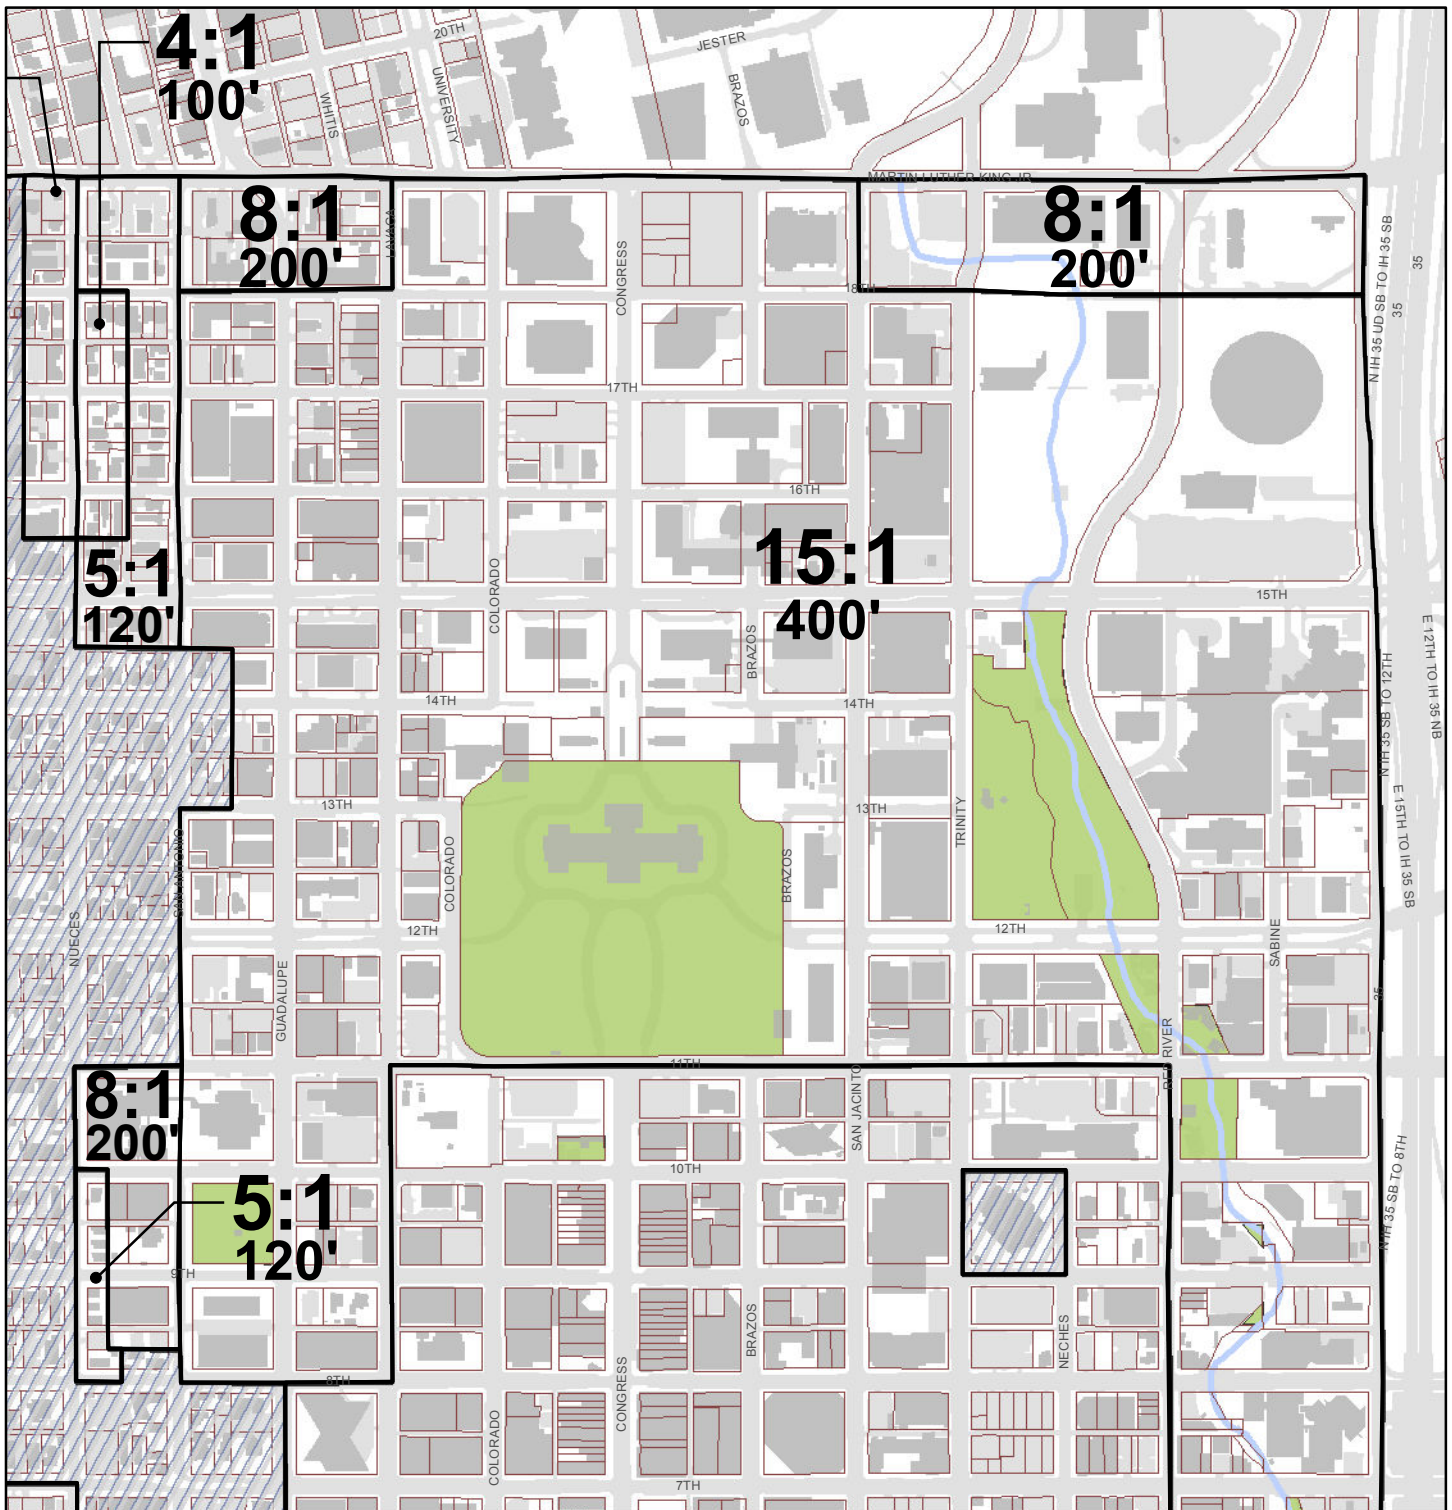 4:1
100'
20TH
JESTER
UNIVERSITY
WHITIS
BRAZOS
MARTIN LUTHER KING JR
8:1
200'
LAVACA
8:1
200'
CONGRESS
18TH
N IH 35 UD SB TO IH 35 SB
35
35
17TH
16TH
15:1
400'
5:1
120'
COLORADO
15TH
BRAZOS
14TH
14TH
E 12TH TO IH 35 NB
N IH 35 SB TO 12TH
13TH
13TH
TRINITY
E 15TH TO IH 35 SB
SAN ANTONIO
COLORADO
BRAZOS
NUECES
12TH
12TH
SABINE
GUADALUPE
35
11TH
RED RIVER
8:1
200'
SAN JACINTO
10TH
N IH 35 SB TO 8TH
5:1
120'
9TH
BRAZOS
NECHES
8TH
CONGRESS
COLORADO
7TH